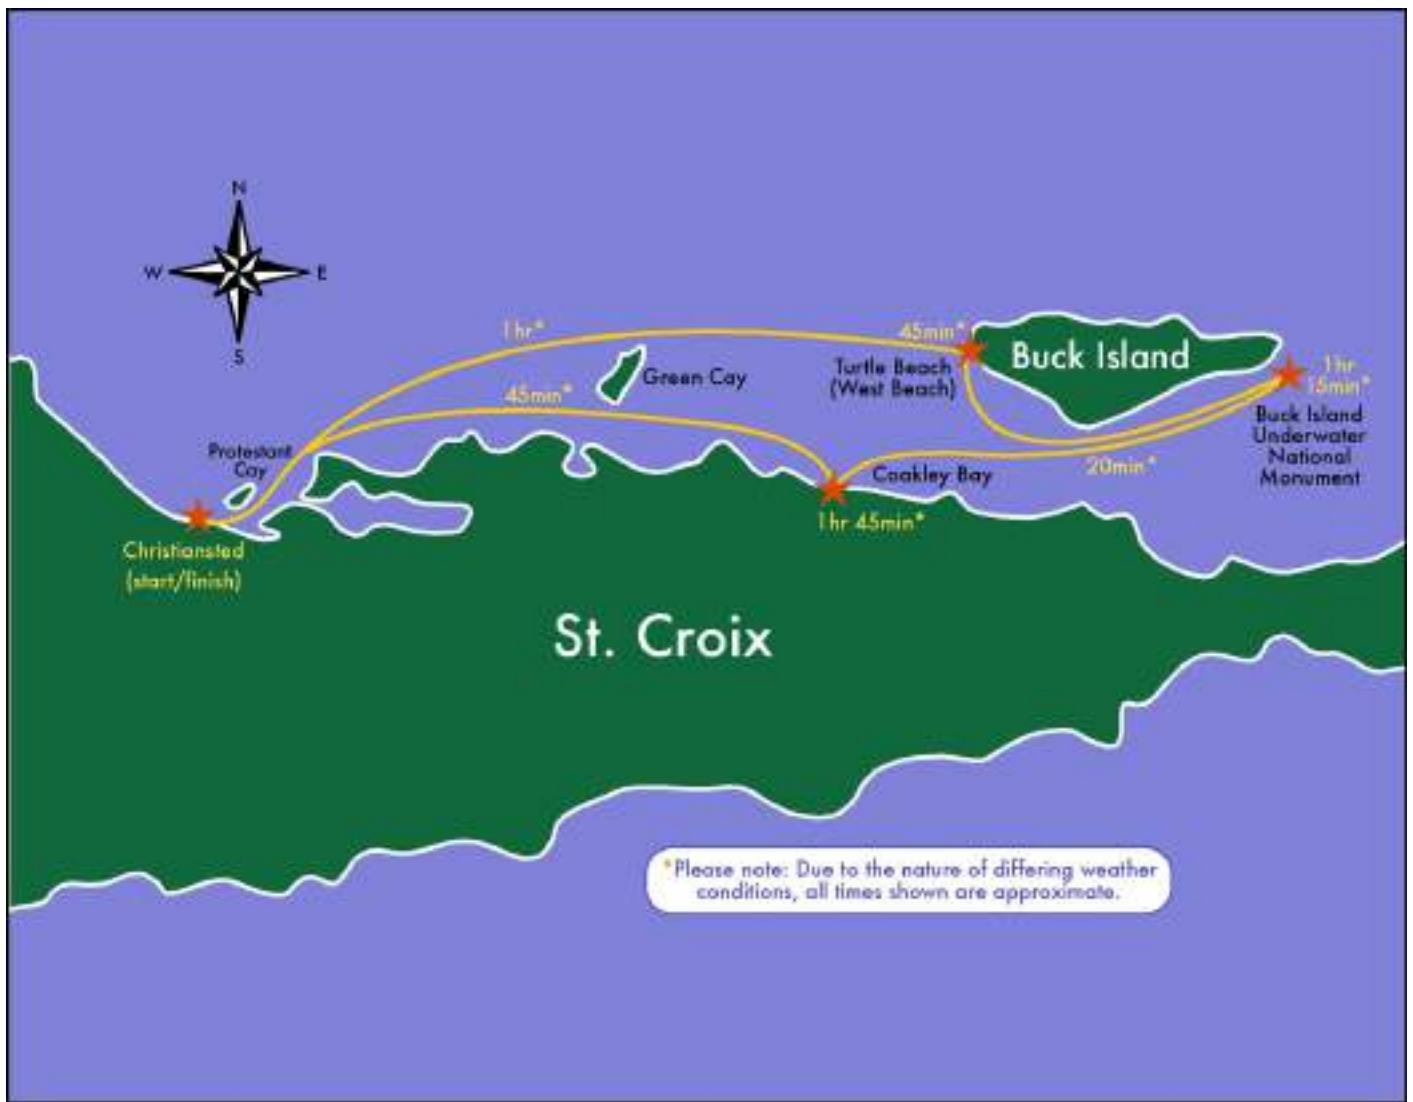 N
W
E
S
1hr*
45min*
Turtle Beach
(West Beach)
Buck Island
1hr
15min*
Green Cay
45min*
Buck Island
Underwater
National
Monument
Protestant
Cay
Coakley Bay
20min*
1hr 45min*
Christiansted
(start/finish)
St. Croix
*Please note: Due to the nature of differing weather
conditions, all times shown are approximate.